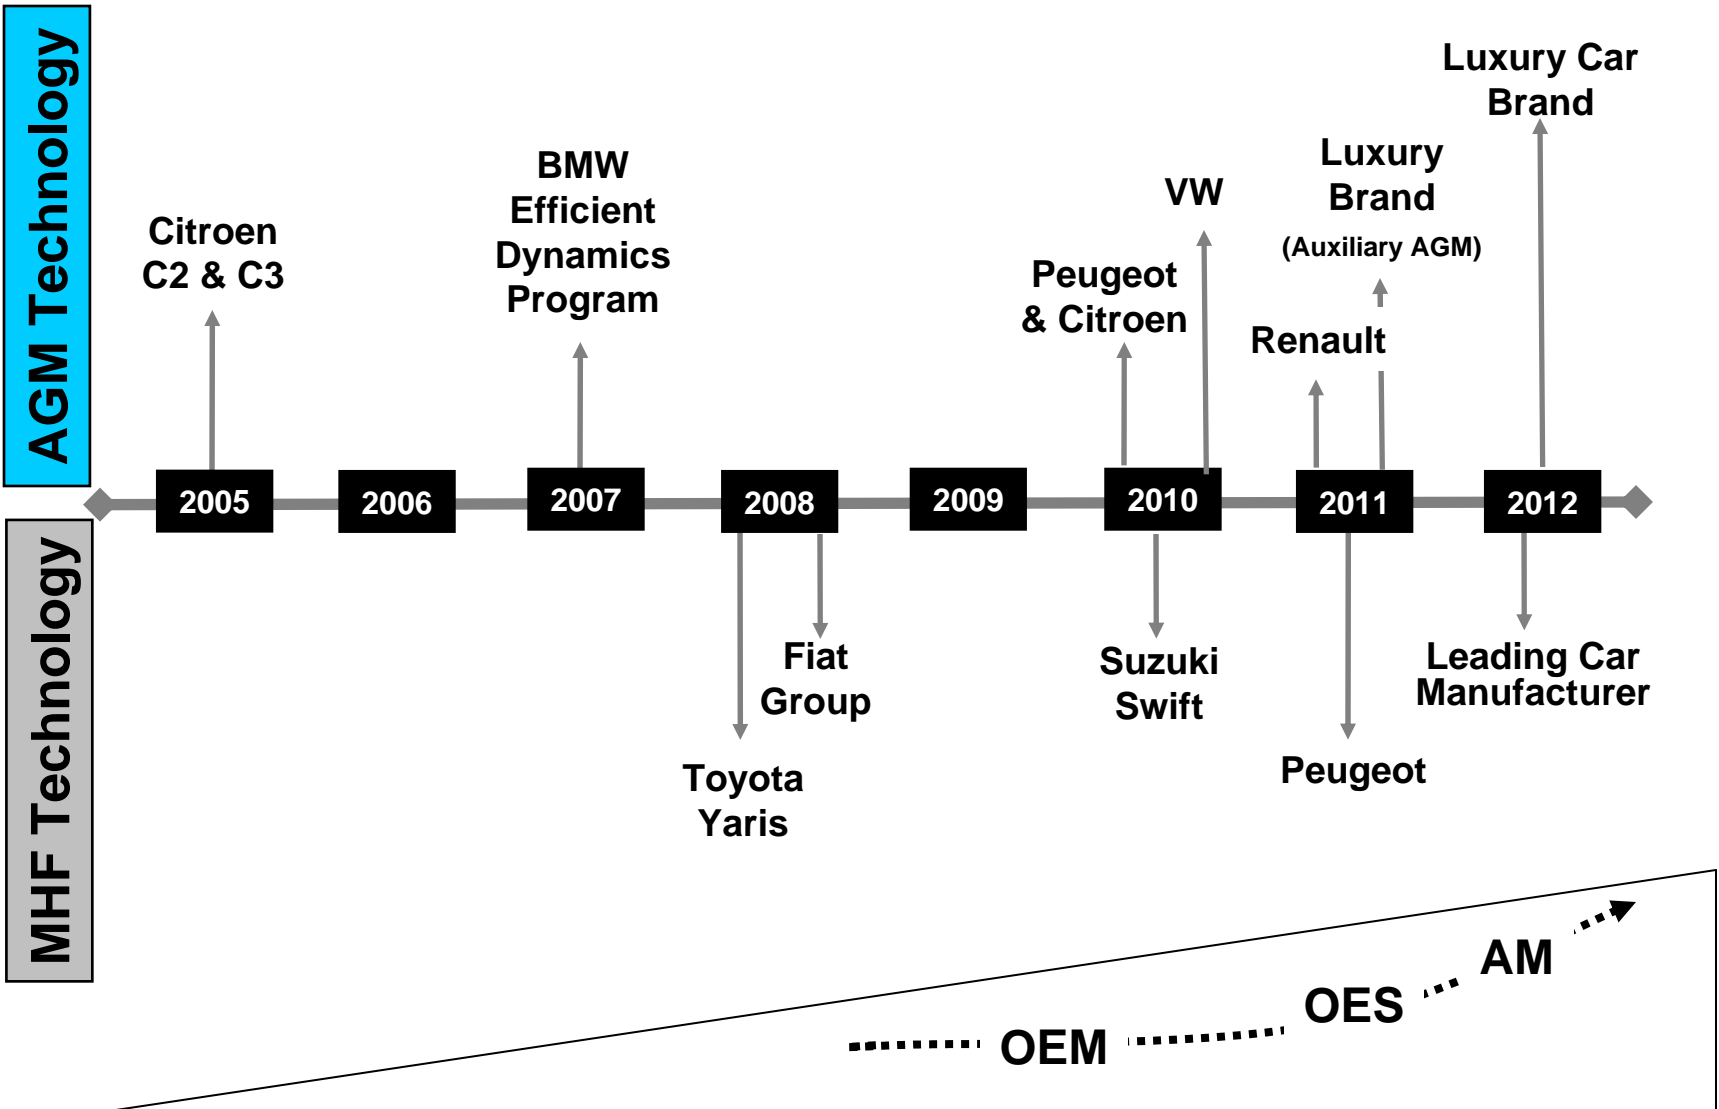 AGM Technology
Citroen
C2 & C3
BMW
Efficient
Dynamics
Program
Peugeot
& Citroen
VW
Renault
Luxury
Brand
(Auxiliary AGM)
Luxury Car
Brand
2005
2006
2007
2008
2009
2010
2011
2012
MHF Technology
Toyota
Yaris
Fiat
Group
Suzuki
Swift
Peugeot
Leading Car
Manufacturer
OEM
OES
AM